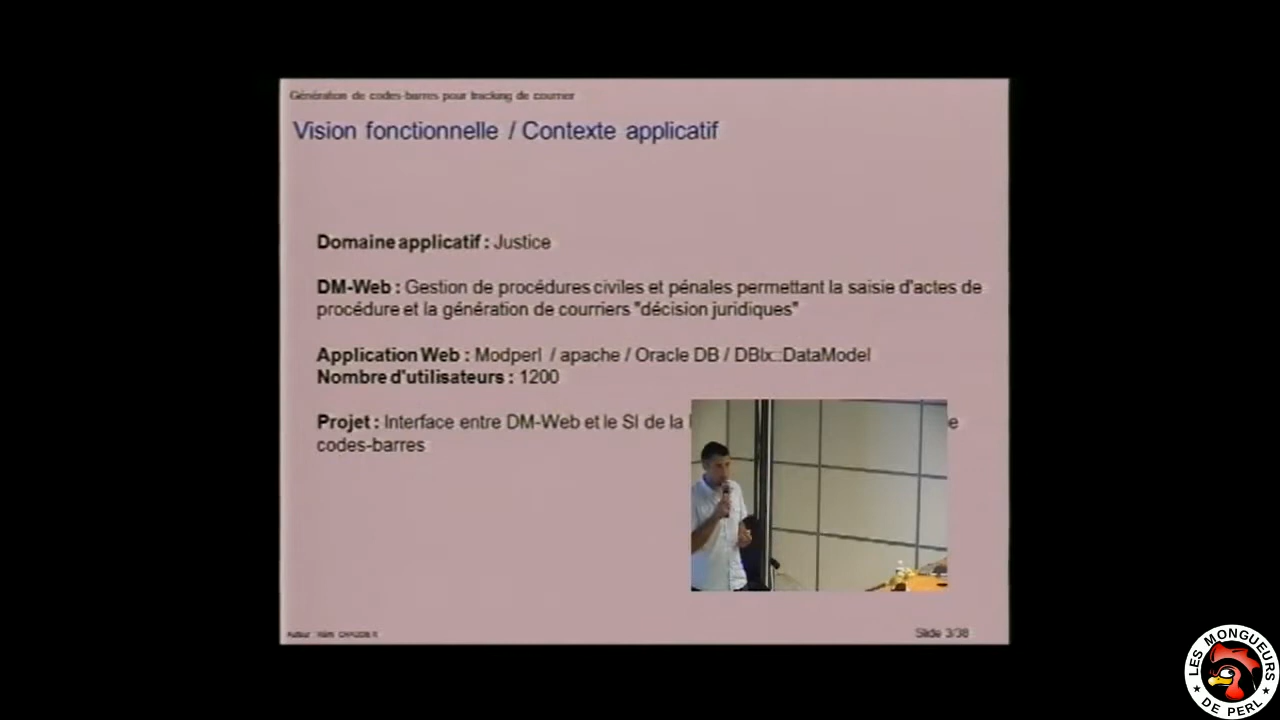 Génération de codes-barres pour tracking de courrier
Vision fonctionnelle / Contexte applicatif
Domaine applicatif : Justice
DM-Web : Gestion de procédures civiles et pénales permettant la saisie d'actes de
procédure et la génération de courriers "décision juridiques"
Application Web : Modperl / apache / Oracle DB / DBIx::DataModel
Nombre d'utilisateurs : 1200
Projet : Interface entre DM-Web et le SI de la
codes-barres
Slide 3/38
LES MONGUEURS
DE PERL